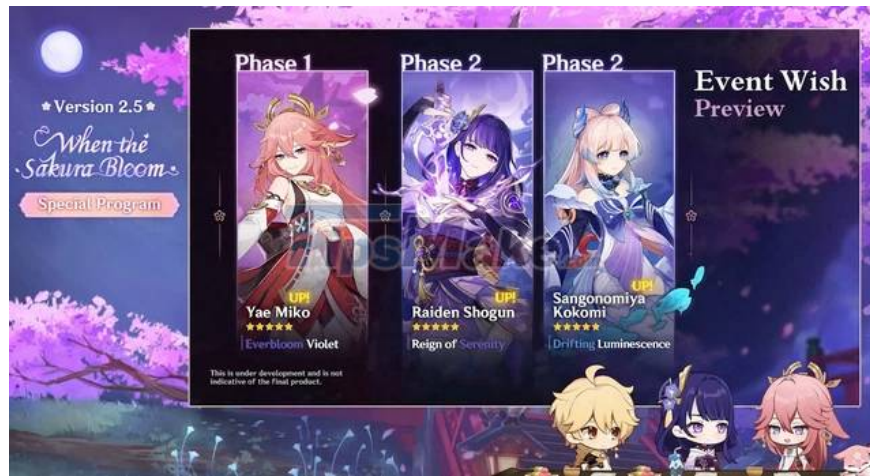 Version 2.5
When the
Sakura Bloom
Special Program
Event Wish
Preview
Phase 1
UP!
Yae Miko
Everbloom Violet
Phase 2
UP!
Raiden Shogun
Reign of Serenity
Phase 2
UP!
Sangonomiya
Kokomi
Drifting Luminescence
This is under development and is not
indicative of the final product.
TipsMake